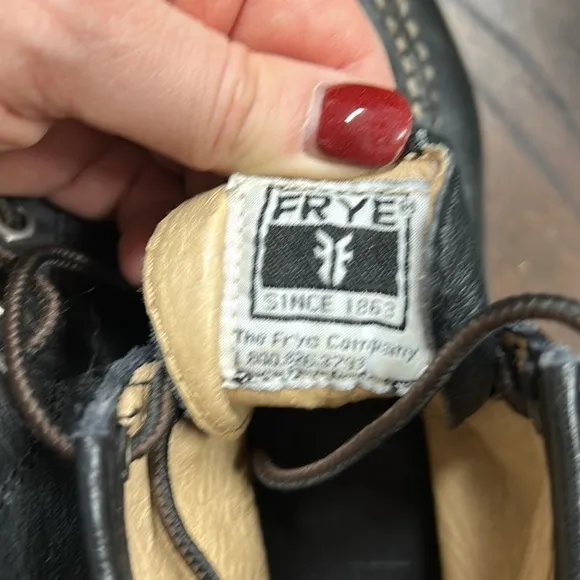 FRYE®
SINCE 1863
The Frye Company
1.800.826.3793